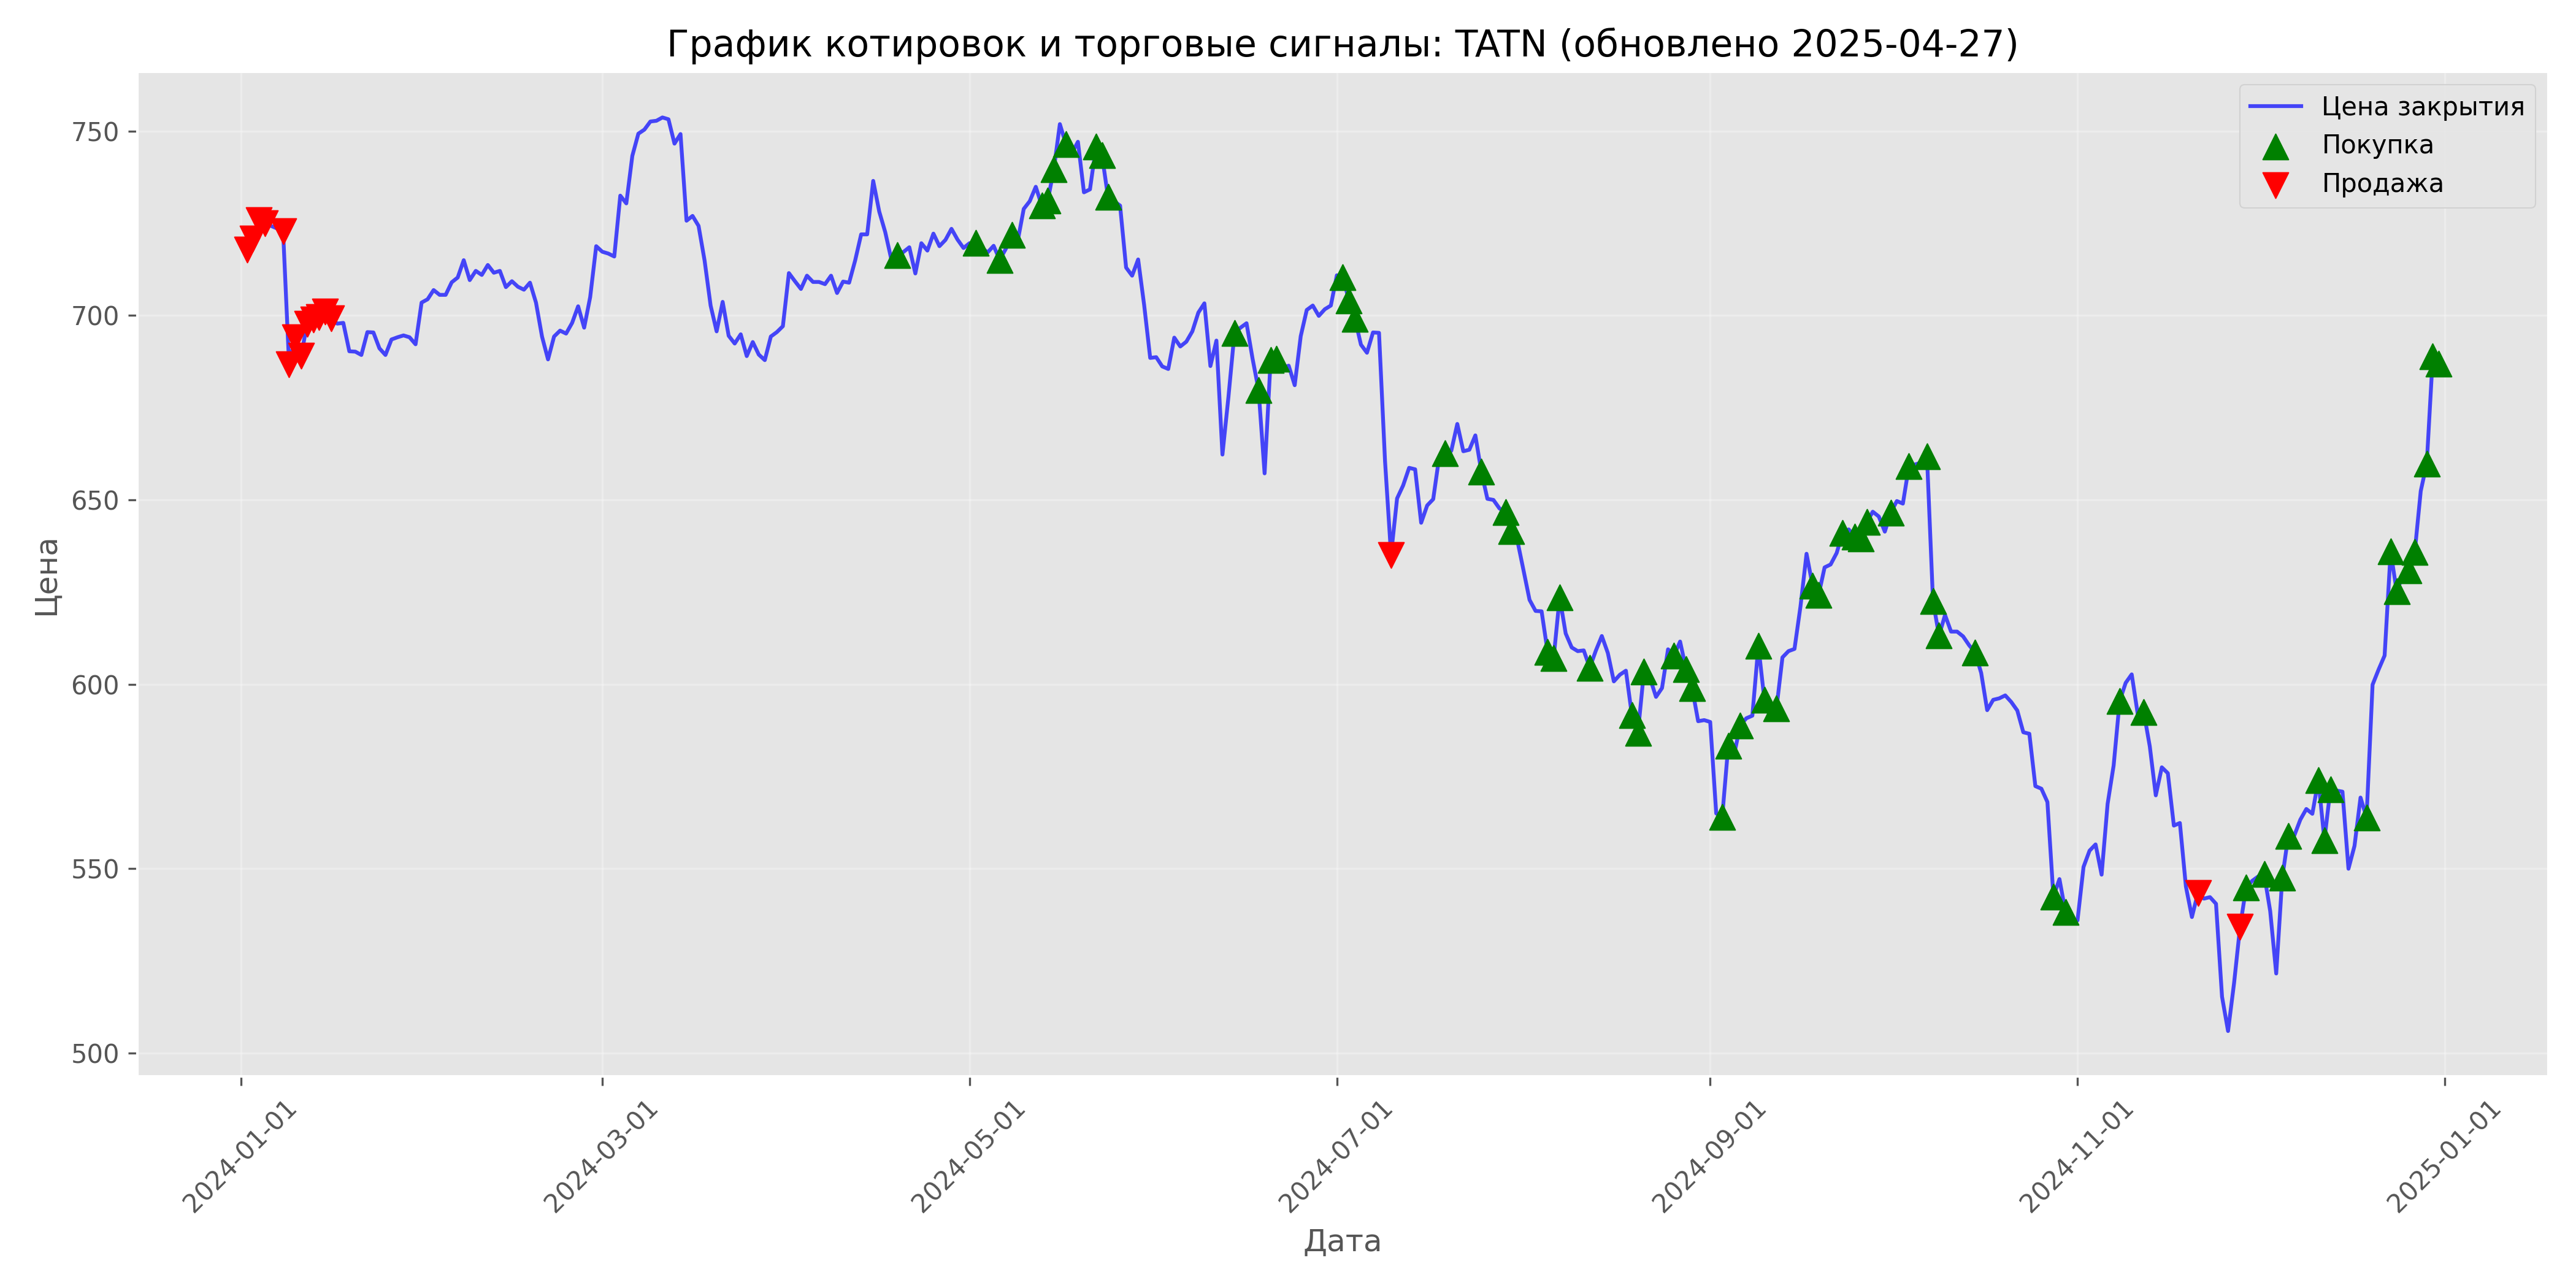 График котировок и торговые сигналы: TATN (обновлено 2025-04-27)
Цена закрытия
Покупка
Продажа
Цена
750
700
650
600
550
500
2024-01-01
2024-03-01
2024-05-01
2024-07-01
2024-09-01
2024-11-01
2025-01-01
Дата